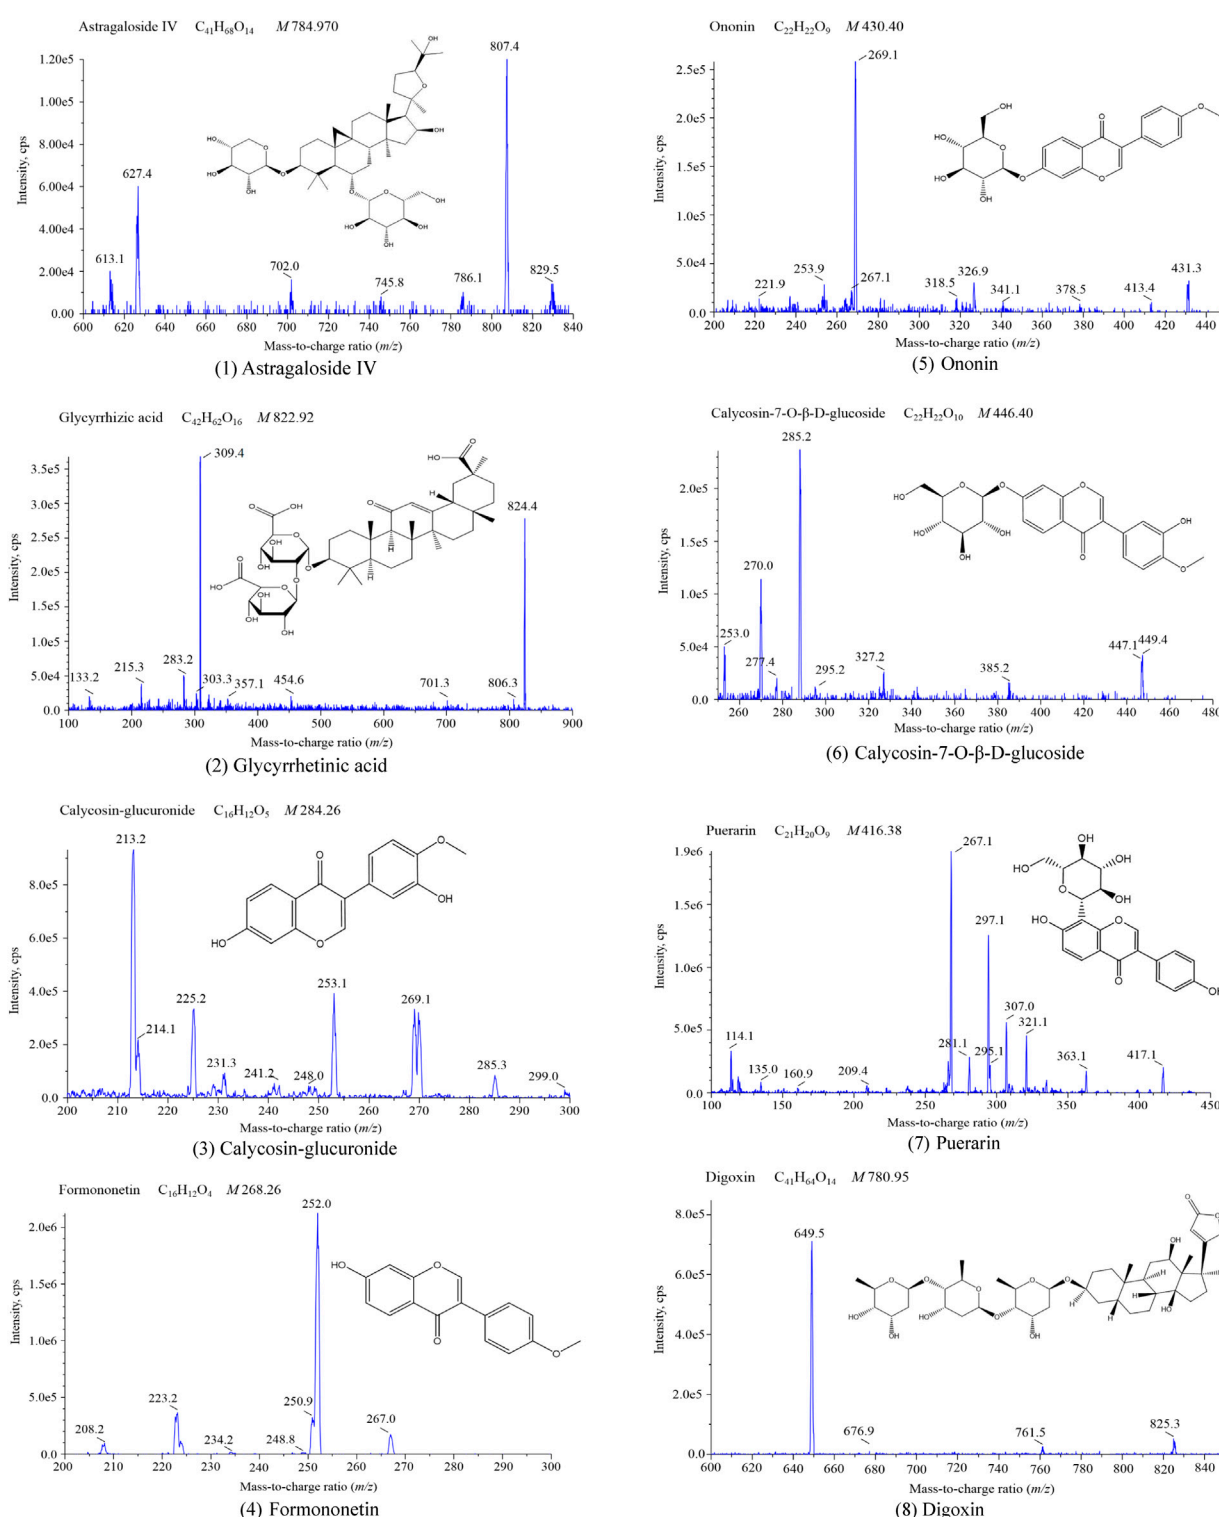 Astragaloside IV C41H68O14 M 784.970
1.20e5
1.00e5
8.00e4
6.00e4
4.00e4
2.00e4
0.00
Intensity, cps
613.1
627.4
702.0
745.8
786.1
807.4
829.5
600 620 640 660 680 700 720 740 760 780 800 820 840
Mass-to-charge ratio (m/z)
(1) Astragaloside IV
Ononin C22H22O9 M 430.40
2.5e5
2.0e5
1.5e5
1.0e5
5.0e4
0.0
Intensity, cps
221.9
253.9
269.1
267.1
318.5
326.9
341.1
378.5
413.4
431.3
200 220 240 260 280 300 320 340 360 380 400 420 440
Mass-to-charge ratio (m/z)
(5) Ononin
Glycyrrhizic acid C42H62O16 M 822.92
3.5e5
3.0e5
2.5e5
2.0e5
1.5e5
1.0e5
5.0e4
0.0
Intensity, cps
133.2
215.3
283.2
309.4
303.3
357.1
454.6
701.3
806.3
824.4
100 200 300 400 500 600 700 800 900
Mass-to-charge ratio (m/z)
(2) Glycyrrhetinic acid
Calycosin-7-O-β-D-glucoside C22H22O10 M 446.40
2.0e5
1.5e5
1.0e5
5.0e4
0.0
Intensity, cps
253.0
270.0
277.4
285.2
295.2
327.2
385.2
447.1
449.4
260 280 300 320 340 360 380 400 420 440 460 480
Mass-to-charge ratio (m/z)
(6) Calycosin-7-O-β-D-glucoside
Calycosin-glucuronide C16H12O5 M 284.26
8.0e5
6.0e5
4.0e5
2.0e5
0.0
Intensity, cps
213.2
214.1
225.2
231.3
241.2
248.0
253.1
269.1
285.3
299.0
200 210 220 230 240 250 260 270 280 290 300
Mass-to-charge ratio (m/z)
(3) Calycosin-glucuronide
Puerarin C21H20O9 M 416.38
1.9e6
1.5e6
1.0e6
5.0e5
0.0
Intensity, cps
114.1
135.0
160.9
209.4
267.1
281.1
297.1
295.1
307.0
321.1
363.1
417.1
100 150 200 250 300 350 400 450
Mass-to-charge ratio (m/z)
(7) Puerarin
Formononetin C16H12O4 M 268.26
2.0e6
1.5e6
1.0e6
5.0e5
0.0
Intensity, cps
208.2
223.2
234.2
248.8
250.9
252.0
267.0
200 210 220 230 240 250 260 270 280 290 300
Mass-to-charge ratio (m/z)
(4) Formononetin
Digoxin C41H64O14 M 780.95
8.0e5
6.0e5
4.0e5
2.0e5
0.0
Intensity, cps
649.5
676.9
761.5
825.3
600 620 640 660 680 700 720 740 760 780 800 820 840
Mass-to-charge ratio (m/z)
(8) Digoxin